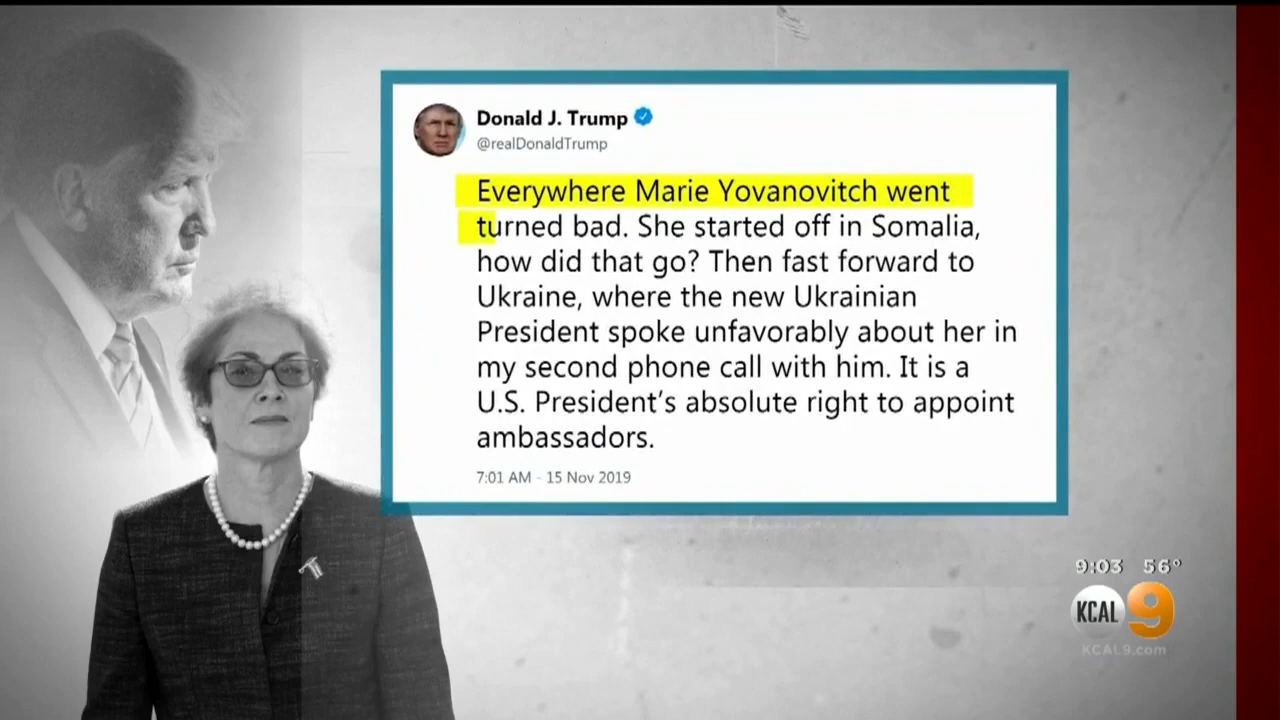 Donald J. Trump
@realDonaldTrump
Everywhere Marie Yovanovitch went
turned bad. She started off in Somalia,
how did that go? Then fast forward to
Ukraine, where the new Ukrainian
President spoke unfavorably about her in
my second phone call with him. It is a
U.S. President's absolute right to appoint
ambassadors.
7:01 AM - 15 Nov 2019
9:03 56°
KCAL 9
KCAL9.com